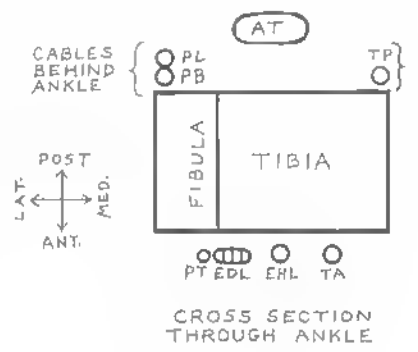 AT
CABLES
BEHIND
ANKLE
PL
PB
TP
FIBULA
TIBIA
POST
LAT.
MED.
ANT.
PT EDL EHL TA
CROSS SECTION
THROUGH ANKLE